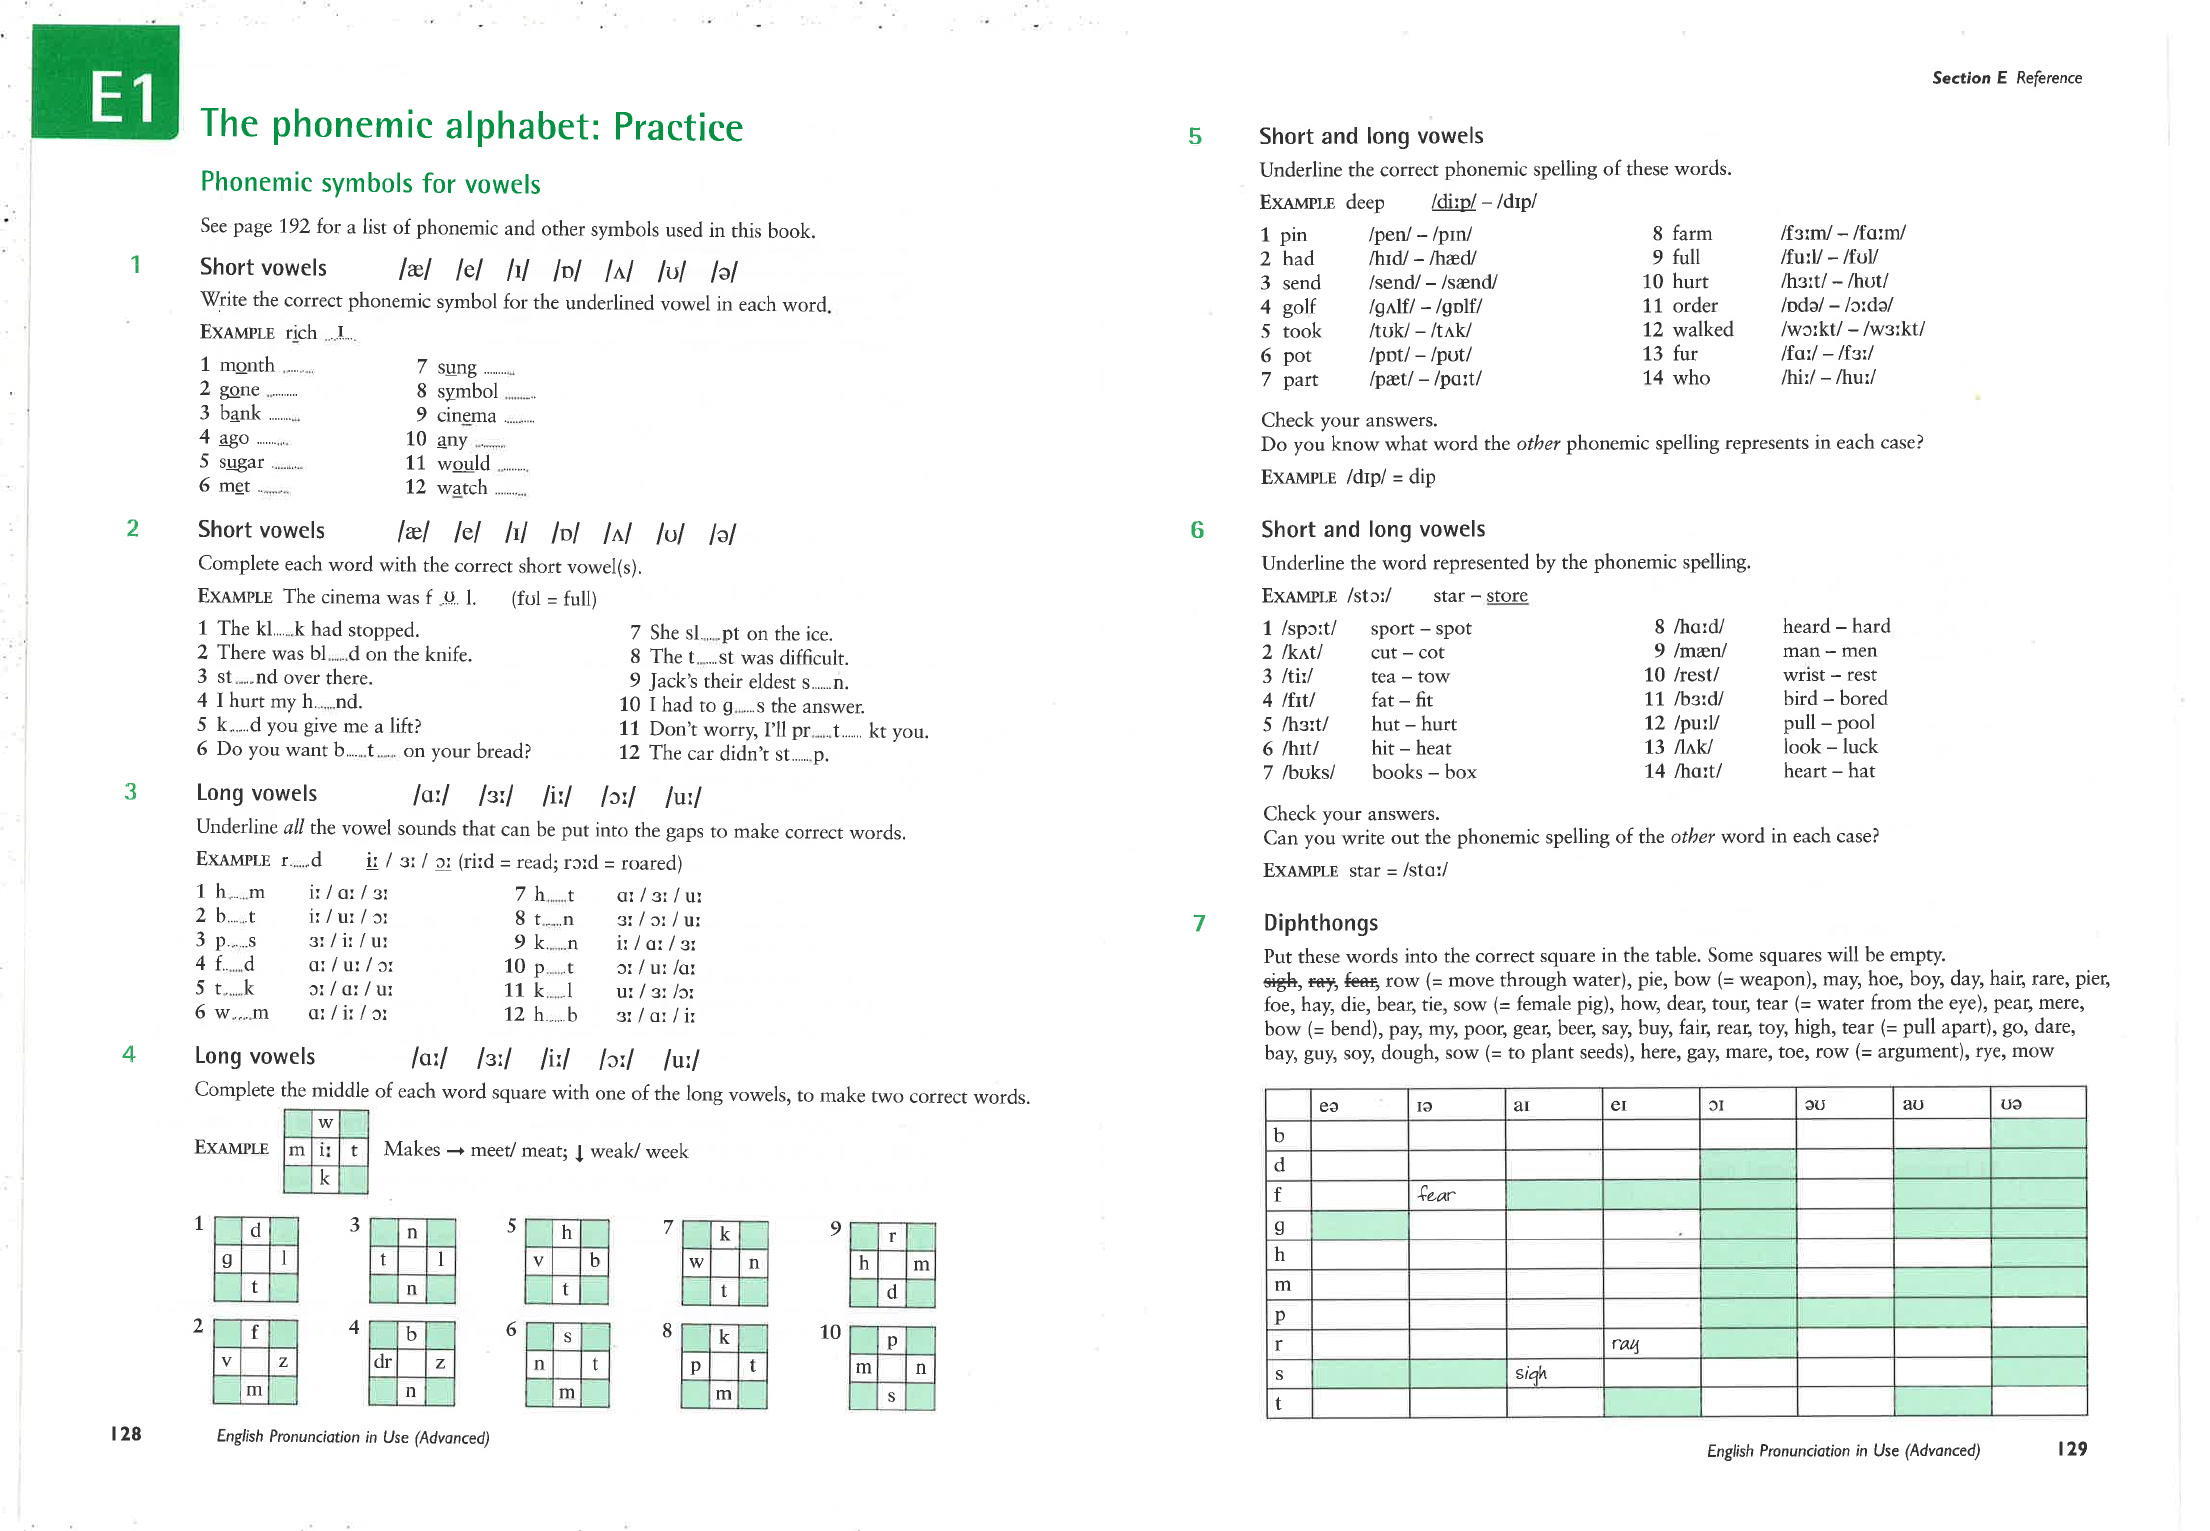 E1
The phonemic alphabet: Practice
Phonemic symbols for vowels
See page 192 for a list of phonemic and other symbols used in this book.
1 Short vowels /æ/ /e/ /ɪ/ /ɒ/ /ʌ/ /ʊ/ /ə/
Write the correct phonemic symbol for the underlined vowel in each word.
EXAMPLE rich ...ɪ...
1 month .......... 7 sung ..........
2 gone .......... 8 symbol ..........
3 bank .......... 9 cinema ..........
4 ago .......... 10 any ..........
5 sugar .......... 11 would ..........
6 met .......... 12 watch ..........
2 Short vowels /æ/ /e/ /ɪ/ /ɒ/ /ʌ/ /ʊ/ /ə/
Complete each word with the correct short vowel(s).
EXAMPLE The cinema was f ..ʊ.. l. (fʊl = full)
1 The kl......k had stopped. 7 She sl......pt on the ice.
2 There was bl......d on the knife. 8 The t......st was difficult.
3 st......nd over there. 9 Jack's their eldest s......n.
4 I hurt my h......nd. 10 I had to g......s the answer.
5 k......d you give me a lift? 11 Don't worry, I'll pr......t...... kt you.
6 Do you want b......t...... on your bread? 12 The car didn't st......p.
3 Long vowels /ɑː/ /ɜː/ /iː/ /ɔː/ /uː/
Underline all the vowel sounds that can be put into the gaps to make correct words.
EXAMPLE r......d iː / ɜː / ɔː (riːd = read; rɔːd = roared)
1 h......m iː / ɑː / ɜː 7 h......t ɑː / ɜː / uː
2 b......t iː / uː / ɔː 8 t......n ɜː / ɔː / uː
3 p......s ɜː / iː / uː 9 k......n iː / ɑː / ɜː
4 f......d ɑː / uː / ɔː 10 p......t ɔː / uː /ɑː
5 t......k ɔː / ɑː / uː 11 k......l uː / ɜː /ɔː
6 w......m ɑː / iː / ɔː 12 h......b ɜː / ɑː / iː
4 Long vowels /ɑː/ /ɜː/ /iː/ /ɔː/ /uː/
Complete the middle of each word square with one of the long vowels, to make two correct words.
w
EXAMPLE m iː t Makes → meet/ meat; ↓ weak/ week
k
1 d 3 n 5 h 7 k 9 r
g l t l v b w n h m
t n t t d
2 f 4 b 6 s 8 k 10 p
v z dr z n t p t m n
m n m m s
128 English Pronunciation in Use (Advanced)
Section E Reference
5 Short and long vowels
Underline the correct phonemic spelling of these words.
EXAMPLE deep /diːp/ – /dɪp/
1 pin /pen/ – /pɪn/ 8 farm /fɜːm/ – /fɑːm/
2 had /hɪd/ – /hæd/ 9 full /fuːl/ – /fʊl/
3 send /send/ – /sænd/ 10 hurt /hɜːt/ – /hʊt/
4 golf /gʌlf/ – /gɒlf/ 11 order /ɒdə/ – /ɔːdə/
5 took /tʊk/ – /tʌk/ 12 walked /wɔːkt/ – /wɜːkt/
6 pot /pɒt/ – /pʊt/ 13 fur /fɑː/ – /fɜː/
7 part /pæt/ – /pɑːt/ 14 who /hiː/ – /huː/
Check your answers.
Do you know what word the other phonemic spelling represents in each case?
EXAMPLE /dɪp/ = dip
6 Short and long vowels
Underline the word represented by the phonemic spelling.
EXAMPLE /stɔː/ star – store
1 /spɔːt/ sport – spot 8 /hɑːd/ heard – hard
2 /kʌt/ cut – cot 9 /mæn/ man – men
3 /tiː/ tea – tow 10 /rest/ wrist – rest
4 /fɪt/ fat – fit 11 /bɜːd/ bird – bored
5 /hɜːt/ hut – hurt 12 /puːl/ pull – pool
6 /hɪt/ hit – heat 13 /lʌk/ look – luck
7 /bʊks/ books – box 14 /hɑːt/ heart – hat
Check your answers.
Can you write out the phonemic spelling of the other word in each case?
EXAMPLE star = /stɑː/
7 Diphthongs
Put these words into the correct square in the table. Some squares will be empty.
sigh, ray, fear, row (= move through water), pie, bow (= weapon), may, hoe, boy, day, hair, rare, pier,
foe, hay, die, bear, tie, sow (= female pig), how, dear, tour, tear (= water from the eye), pear, mere,
bow (= bend), pay, my, poor, gear, beer, say, buy, fair, rear, toy, high, tear (= pull apart), go, dare,
bay, guy, soy, dough, sow (= to plant seeds), here, gay, mare, toe, row (= argument), rye, mow
eə ɪə aɪ eɪ ɔɪ əʊ aʊ ʊə
b
d
f fear
g
h
m
p
r ray
s sigh
t
English Pronunciation in Use (Advanced) 129